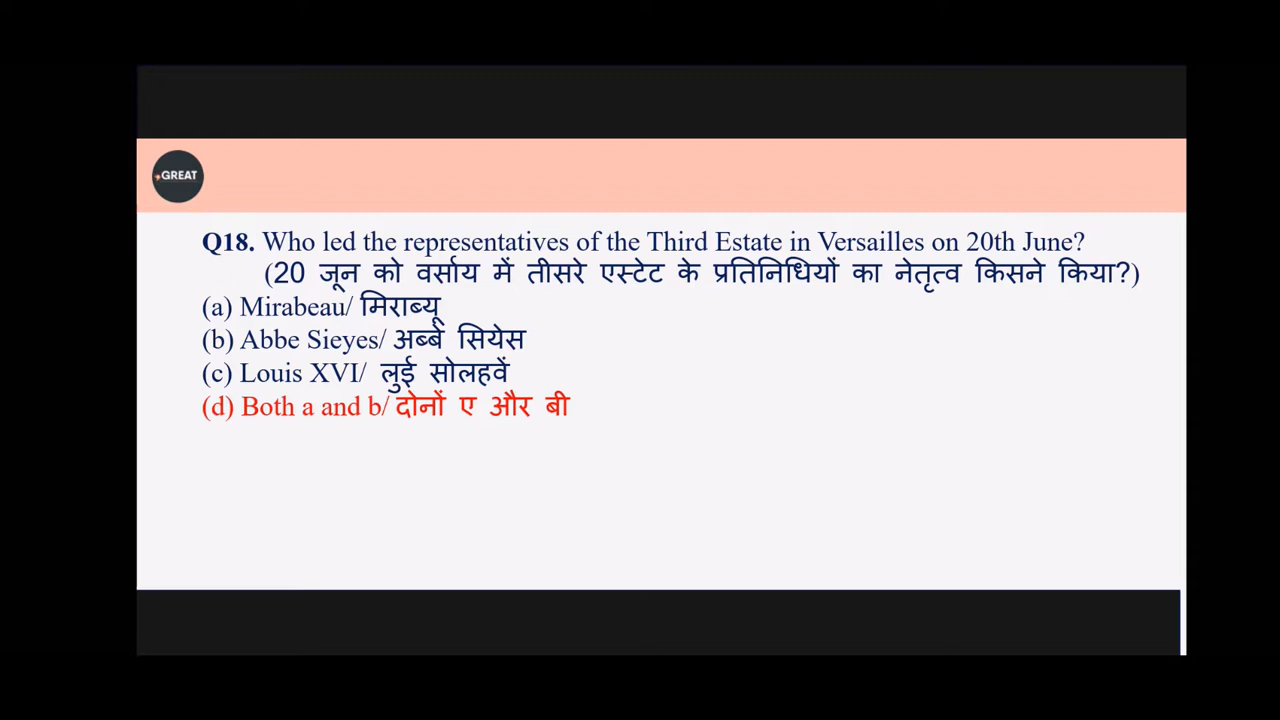 GREAT
Q18. Who led the representatives of the Third Estate in Versailles on 20th June?
(20 जून को वर्साय में तीसरे एस्टेट के प्रतिनिधियों का नेतृत्व किसने किया?)
(a) Mirabeau/ मिराब्यू
(b) Abbe Sieyes/ अब्बे सियेस
(c) Louis XVI/ लुई सोलहवें
(d) Both a and b/ दोनों ए और बी